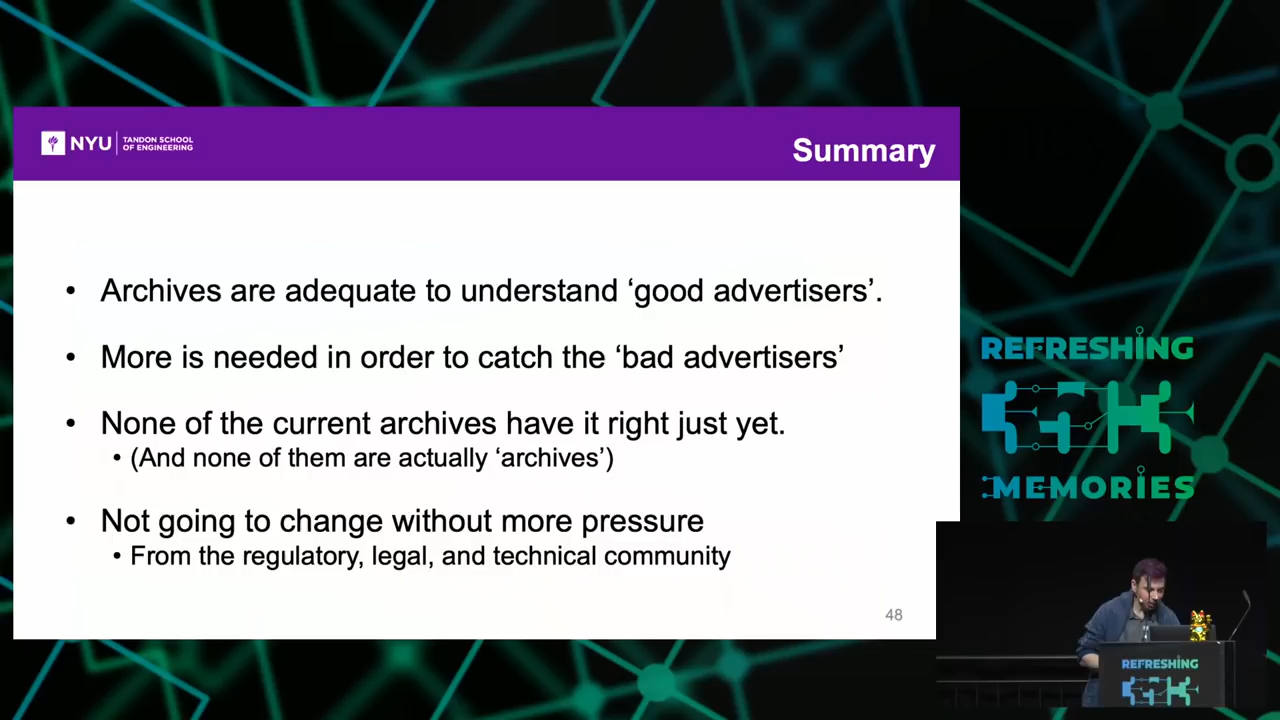 NYU
TANDON SCHOOL
OF ENGINEERING
Summary
• Archives are adequate to understand ‘good advertisers’.
• More is needed in order to catch the ‘bad advertisers’
• None of the current archives have it right just yet.
• (And none of them are actually ‘archives’)
• Not going to change without more pressure
• From the regulatory, legal, and technical community
48
REFRESHING
MEMORIES
REFRESHING